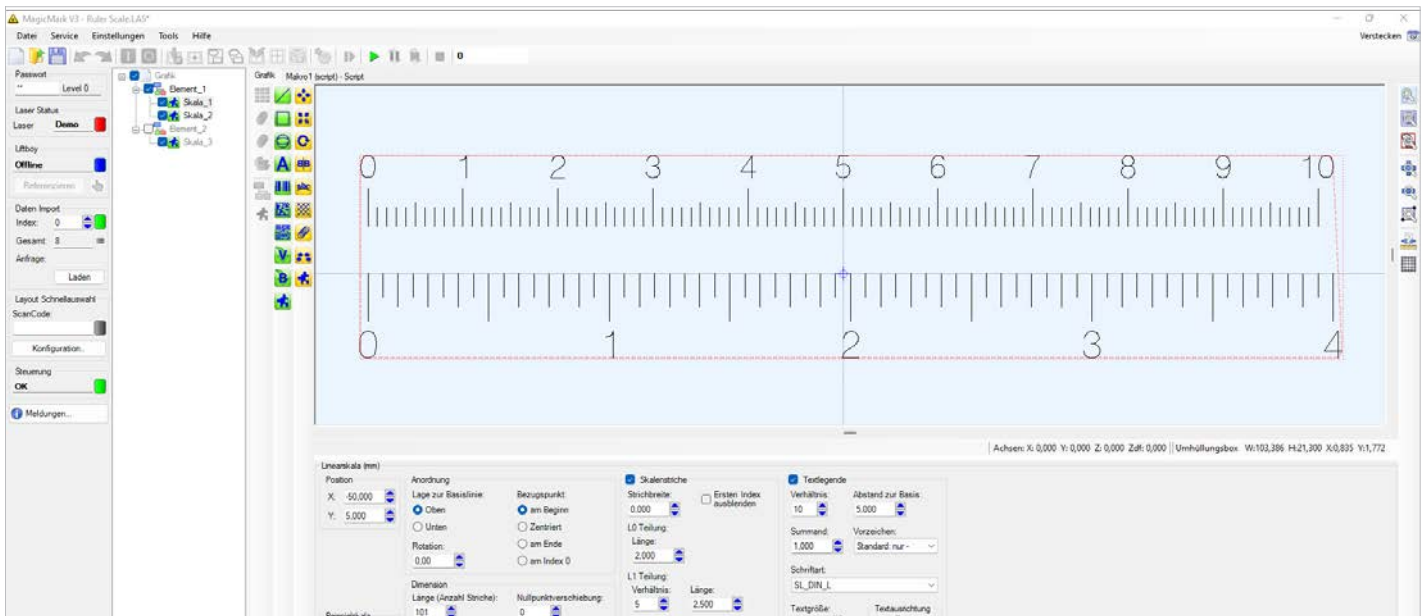 MagicMark V3 - Ruler Scale3.LAS*
Datei Service Einstellungen Tools Hilfe
Verstecken
0
Passwort
** Level 0
Laser Status
Laser Demo
Liftboy
Offline
Referenzieren
Daten Import
Index: 0
Gesamt: 8
Anfrage:
Laden
Layout Schnellauswahl
ScanCode:
Konfiguration..
Steuerung
OK
Meldungen...
Grafik
Element_1
Skala_1
Skala_2
Element_2
Skala_3
Grafik Makro1 (script) - Script
0 1 2 3 4 5 6 7 8 9 10
0 1 2 3 4
Achsen: X: 0,000 Y: 0,000 Z: 0,000 Zdf: 0,000 Umhüllungsbox W:103,386 H:21,300 X:0,835 Y:1,772
Linearskala (mm)
Position
X: -50,000
Y: 5,000
Anordnung
Lage zur Basislinie:
Oben
Unten
Rotation:
0,00
Bezugspunkt:
am Beginn
Zentriert
am Ende
am Index 0
Dimension
Länge (Anzahl Striche):
101
Nullpunktverschiebung:
0
Skalenstriche
Strichbreite:
0.000
Ersten Index ausblenden
L0 Teilung:
Länge:
2.000
L1 Teilung:
Verhältnis: Länge:
5 2.500
Textlegende
Verhältnis: Abstand zur Basis:
10 5.000
Summand: Vorzeichen:
1,000 Standard: nur -
Schriftart:
SL_DIN_L
Textgröße: Textausrichtung